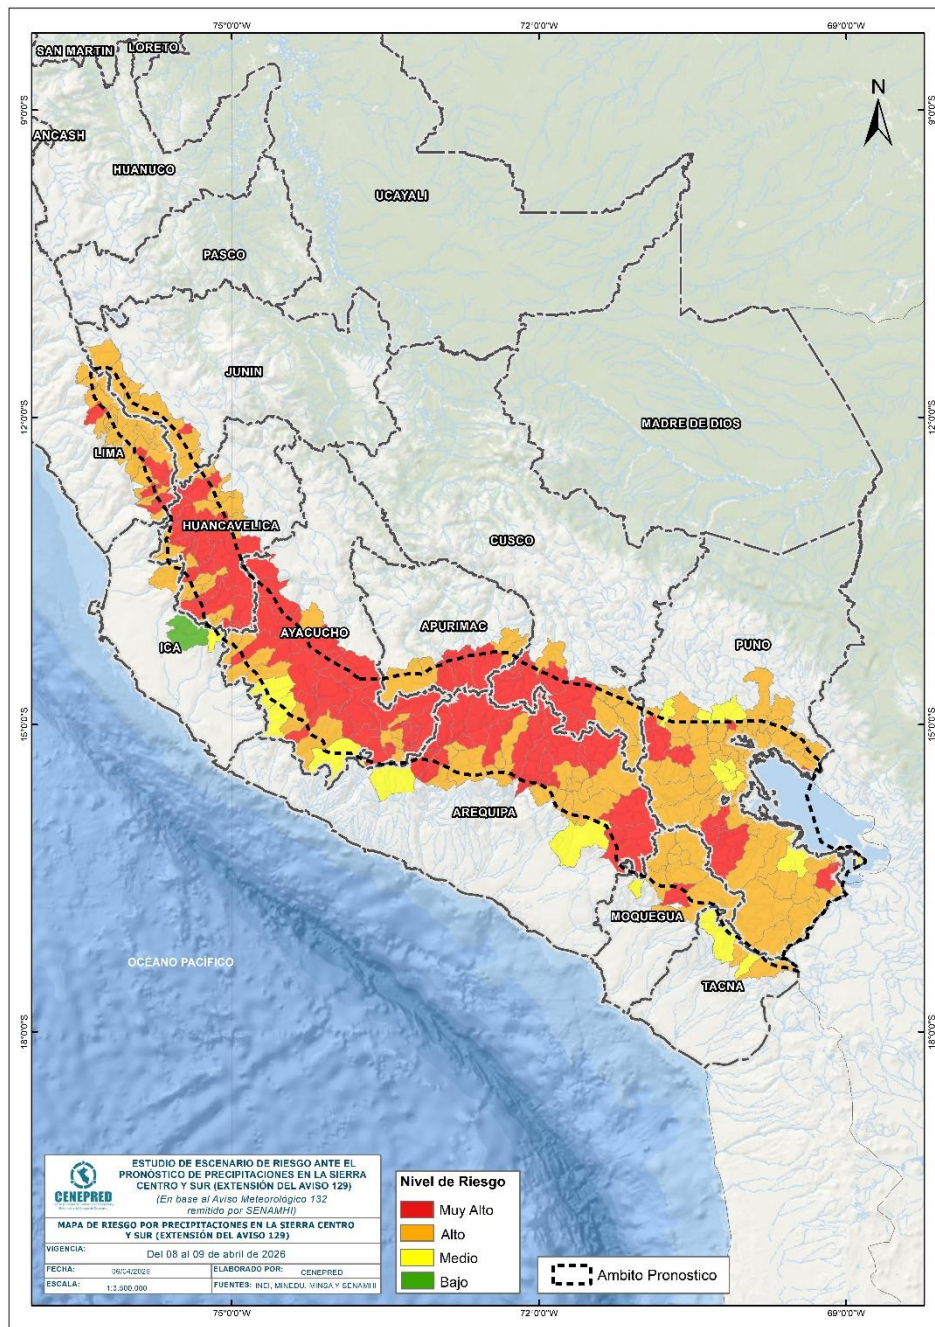 75°0'0"W
72°0'0"W
69°0'0"W
SAN MARTIN
LORETO
N
9°0'0"S
9°0'0"S
ANCASH
HUANUCO
UCAYALI
PASCO
JUNIN
12°0'0"S
12°0'0"S
MADRE DE DIOS
LIMA
HUANCAVELICA
CUSCO
AYACUCHO
APURIMAC
PUNO
ICA
15°0'0"S
15°0'0"S
AREQUIPA
MOQUEGUA
OCÉANO PACÍFICO
TACNA
18°0'0"S
18°0'0"S
CENEPRED
ESTUDIO DE ESCENARIO DE RIESGO ANTE EL
PRONÓSTICO DE PRECIPITACIONES EN LA SIERRA
CENTRO Y SUR (EXTENSIÓN DEL AVISO 129)
(En base al Aviso Meteorológico 132
remitido por SENAMHI)
MAPA DE RIESGO POR PRECIPITACIONES EN LA SIERRA CENTRO
Y SUR (EXTENSIÓN DEL AVISO 129)
VIGENCIA:
Del 08 al 09 de abril de 2026
FECHA:
ELABORADO POR:
CENEPRED
ESCALA:
1:3,500,000
FUENTES: INEI, MINEDU, MINSA Y SENAMHI
Nivel de Riesgo
Muy Alto
Alto
Medio
Bajo
Ambito Pronostico
75°0'0"W
72°0'0"W
69°0'0"W